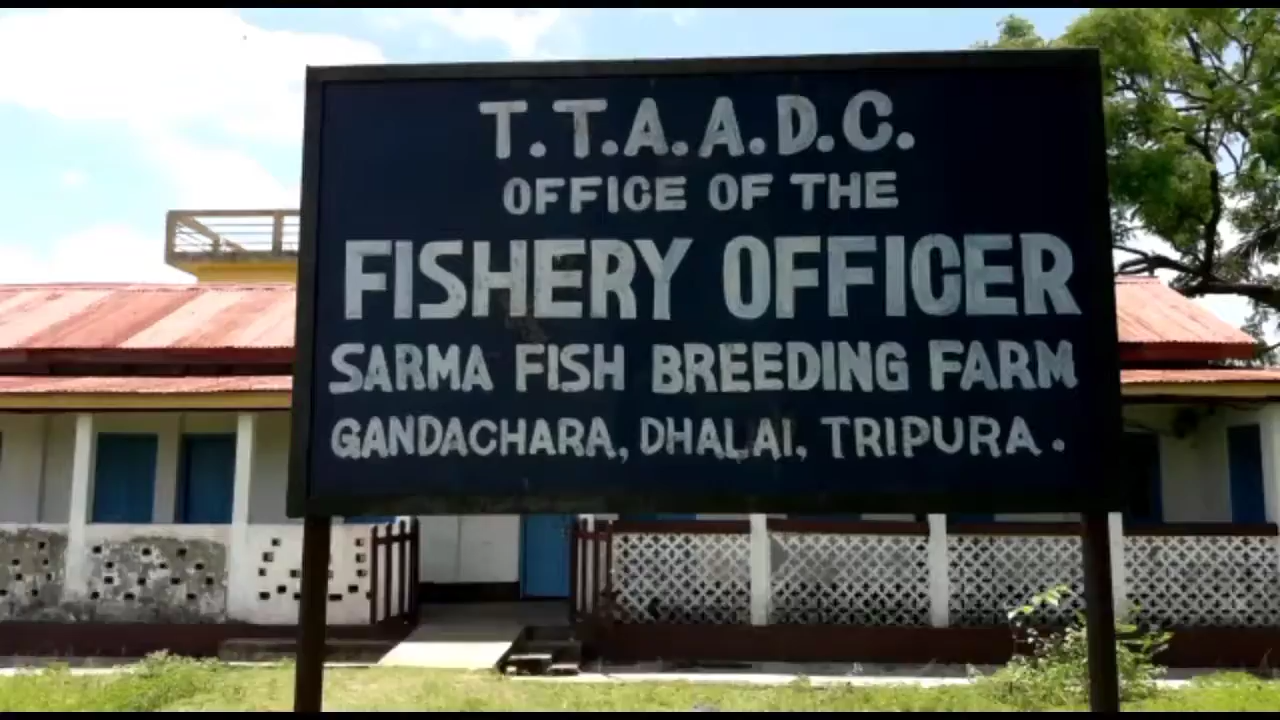 T.T.A.A.D.C.
OFFICE OF THE
FISHERY OFFICER
SARMA FISH BREEDING FARM
GANDACHARA, DHALAI, TRIPURA.